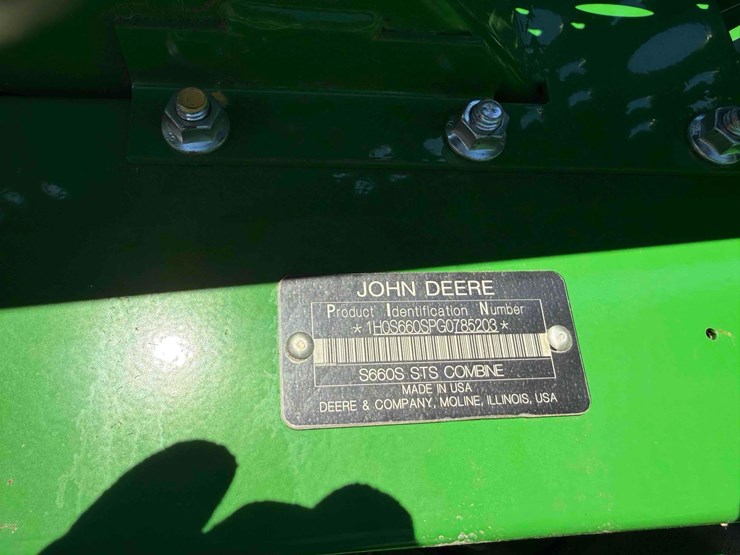 JOHN DEERE
Product Identification Number
*1H0S660SPG0785203*
S660S STS COMBINE
MADE IN USA
DEERE & COMPANY, MOLINE, ILLINOIS, USA